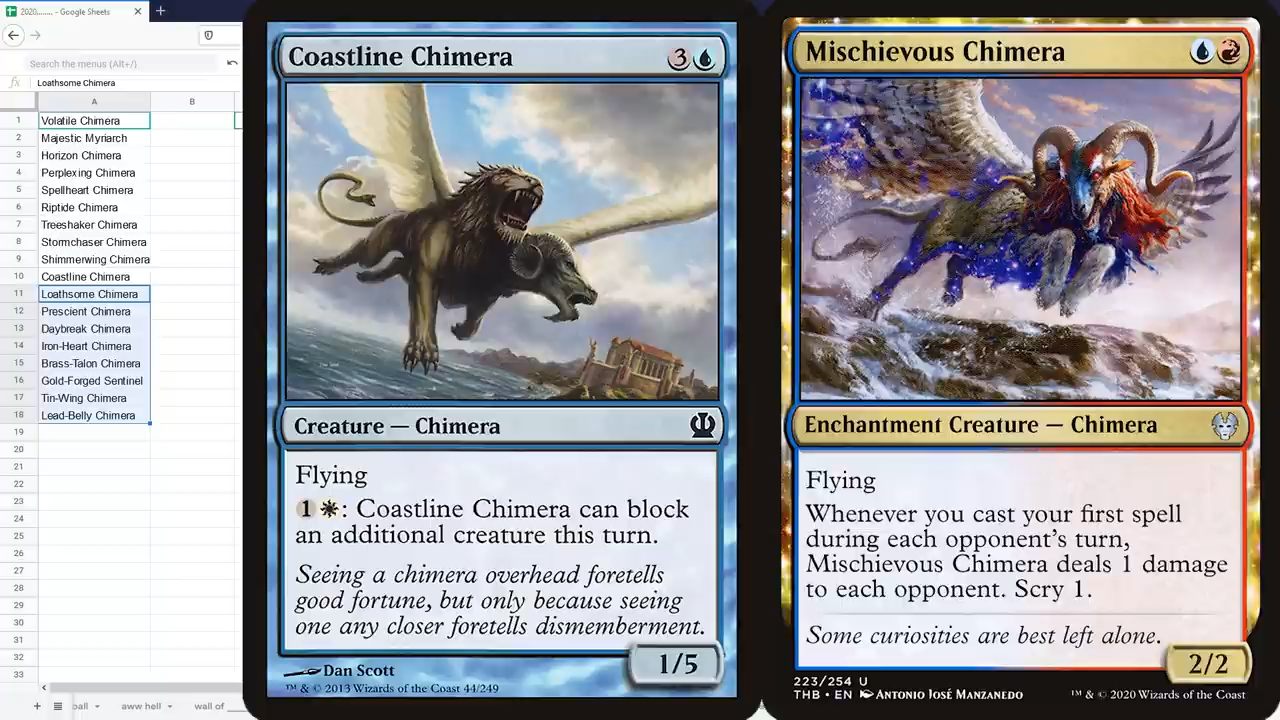 2020........ - Google Sheets
Search the menus (Alt+/)
fx Loathsome Chimera
A B
1 Volatile Chimera
2 Majestic Myriarch
3 Horizon Chimera
4 Perplexing Chimera
5 Spellheart Chimera
6 Riptide Chimera
7 Treeshaker Chimera
8 Stormchaser Chimera
9 Shimmerwing Chimera
10 Coastline Chimera
11 Loathsome Chimera
12 Prescient Chimera
13 Daybreak Chimera
14 Iron-Heart Chimera
15 Brass-Talon Chimera
16 Gold-Forged Sentinel
17 Tin-Wing Chimera
18 Lead-Belly Chimera
19
20
21
22
23
24
25
26
27
28
29
30
31
32
33
aww hell wall of __
Coastline Chimera 3
Creature — Chimera
Flying
1 : Coastline Chimera can block
an additional creature this turn.
Seeing a chimera overhead foretells
good fortune, but only because seeing
one any closer foretells dismemberment.
1/5
Dan Scott
™ & © 2013 Wizards of the Coast 44/249
Mischievous Chimera
Enchantment Creature — Chimera
Flying
Whenever you cast your first spell
during each opponent's turn,
Mischievous Chimera deals 1 damage
to each opponent. Scry 1.
Some curiosities are best left alone.
2/2
223/254 U
THB • EN Antonio José Manzanedo
™ & © 2020 Wizards of the Coast